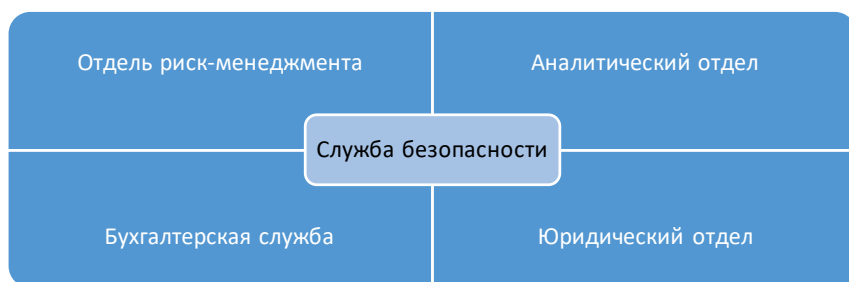 Отдель риск-менеджмента
Аналитический отдел
Служба безопасности
Бухгалтерская служба
Юридический отдел